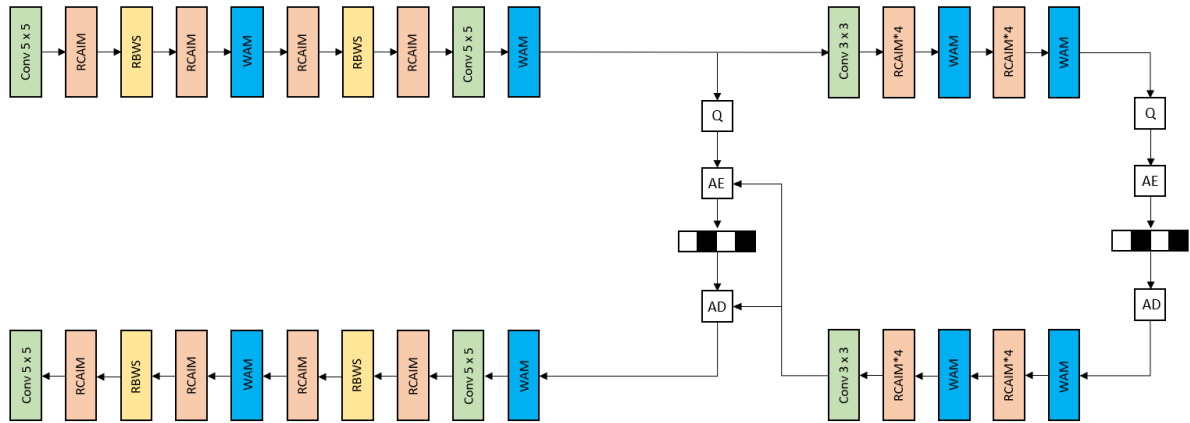 Conv 5 x 5
RCAIM
RBWS
RCAIM
WAM
RCAIM
RBWS
RCAIM
Conv 5 x 5
WAM
Conv 3 x 3
RCAIM*4
WAM
RCAIM*4
WAM
Q
Q
AE
AE
AD
AD
Conv 5 x 5
RCAIM
RBWS
RCAIM
WAM
RCAIM
RBWS
RCAIM
Conv 5 x 5
WAM
Conv 3 x 3
RCAIM*4
WAM
RCAIM*4
WAM